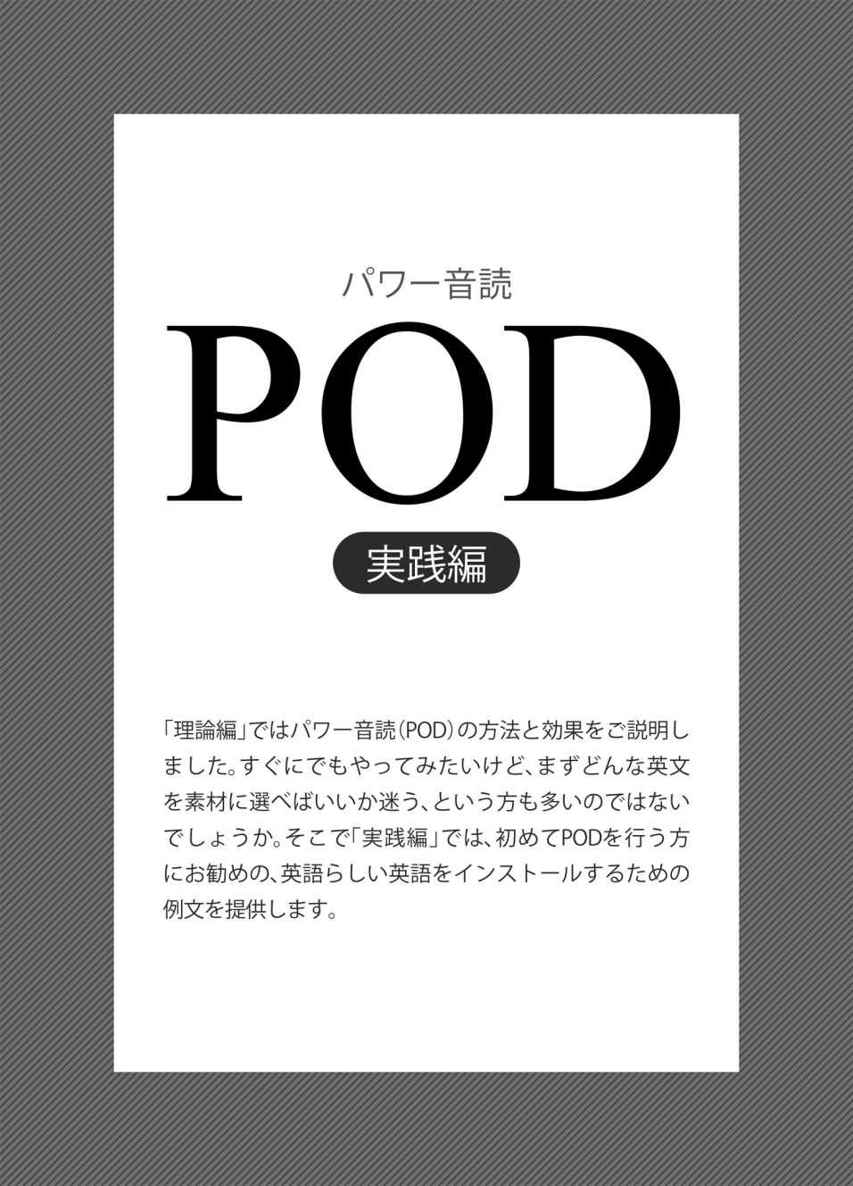 パワー音読
POD
実践編
「理論編」ではパワー音読（POD）の方法と効果をご説明し
ました。すぐにでもやってみたいけど、まずどんな英文
を素材に選べばいいか迷う、という方も多いのではない
でしょうか。そこで「実践編」では、初めてPODを行う方
にお勧めの、英語らしい英語をインストールするための
例文を提供します。